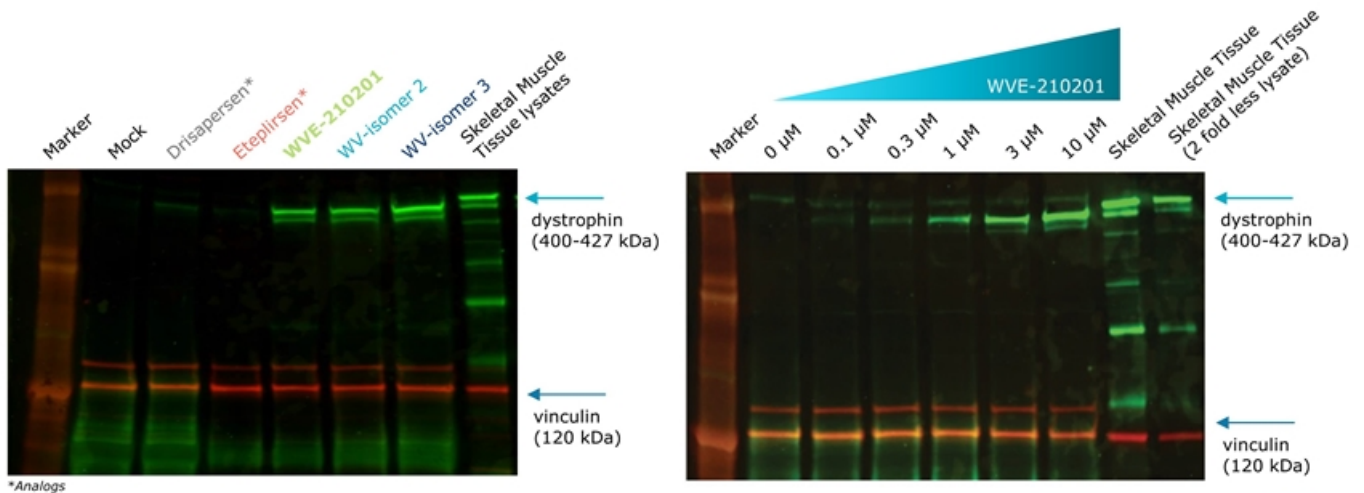 Marker
Mock
Drisapersen*
Eteplirsen*
WVE-210201
WV-isomer 2
WV-isomer 3
Skeletal Muscle
Tissue lysates
dystrophin
(400-427 kDa)
vinculin
(120 kDa)
*Analogs
WVE-210201
Marker
0 µM
0.1 µM
0.3 µM
1 µM
3 µM
10 µM
Skeletal Muscle Tissue
Skeletal Muscle Tissue
(2 fold less lysate)
dystrophin
(400-427 kDa)
vinculin
(120 kDa)